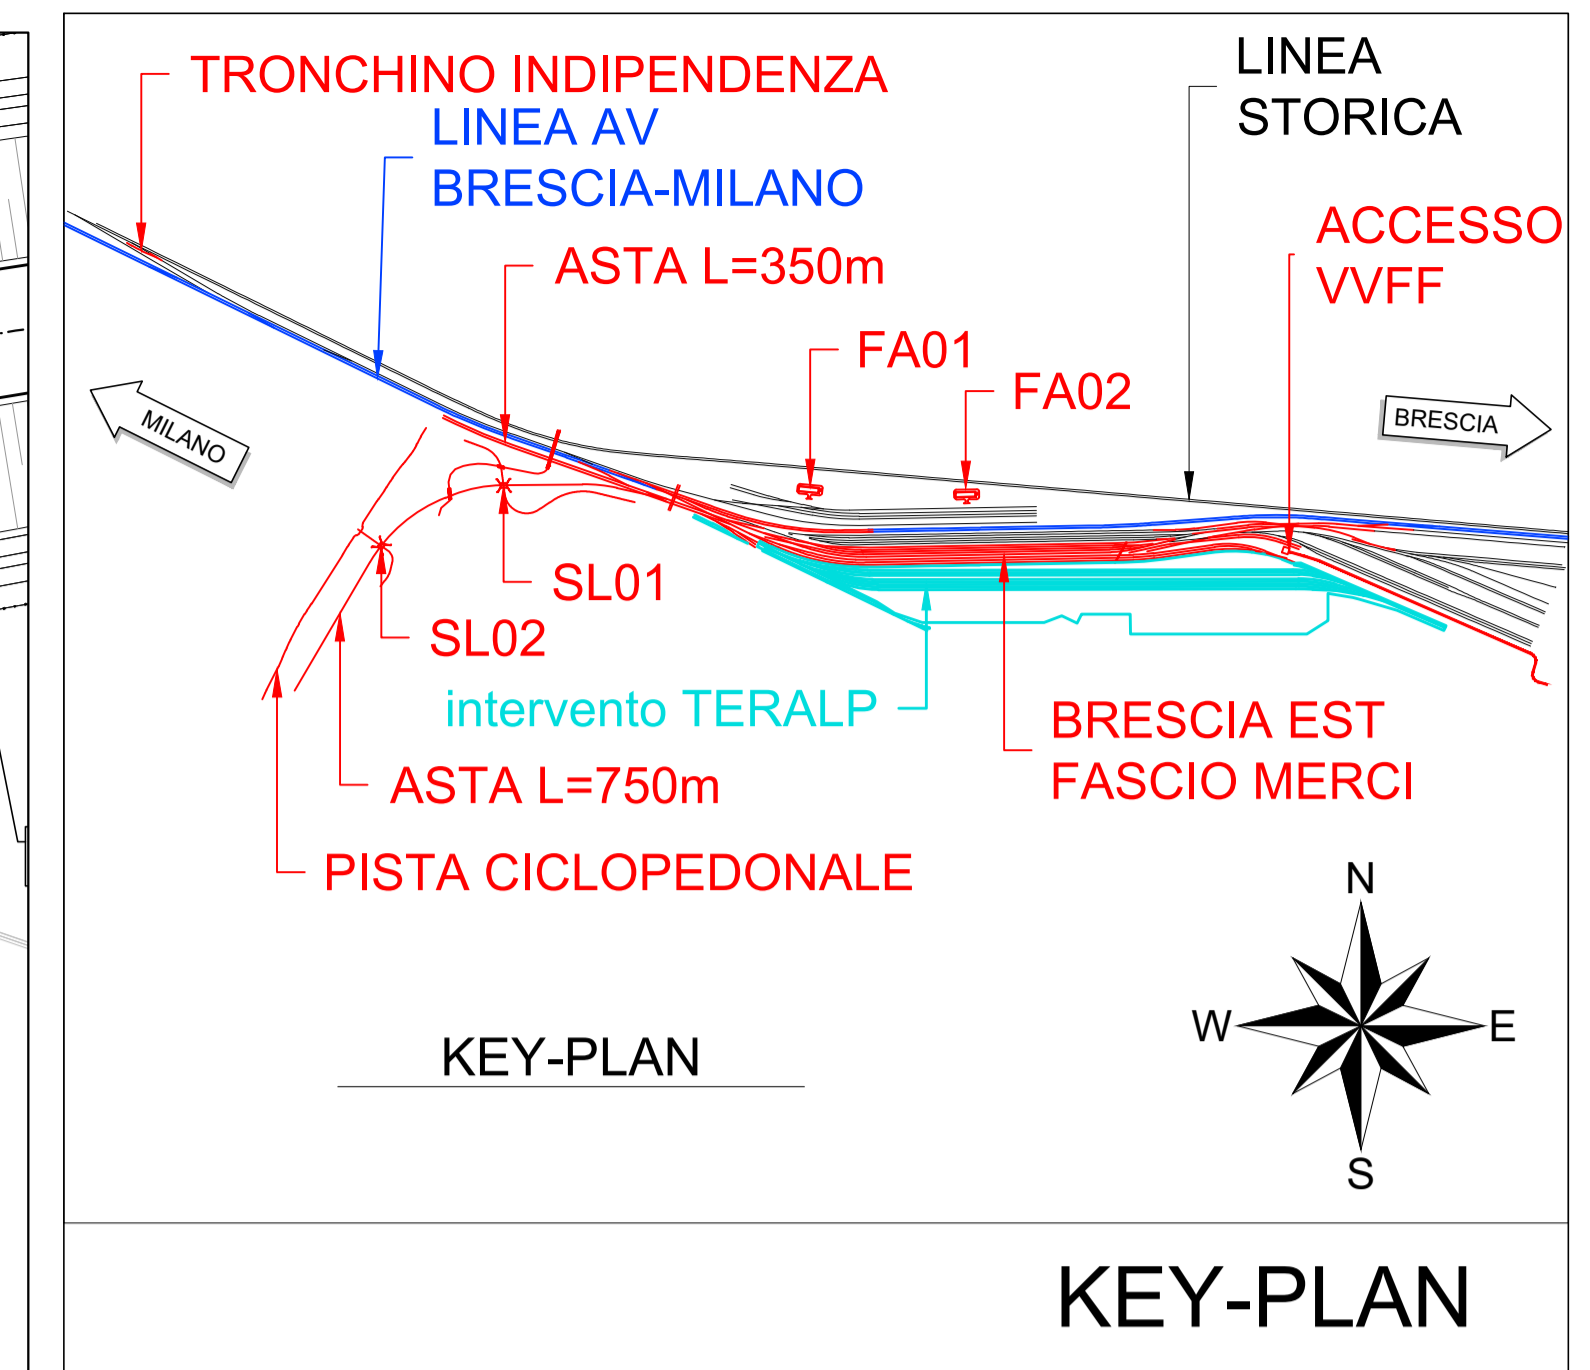 TRONCHINO INDIPENDENZA
LINEA AV
BRESCIA-MILANO
LINEA
STORICA
ASTA L=350m
ACCESSO
VVFF
FA01
FA02
MILANO
BRESCIA
SL01
SL02
intervento TERALP
BRESCIA EST
FASCIO MERCI
ASTA L=750m
PISTA CICLOPEDONALE
N
W
E
S
KEY-PLAN
KEY-PLAN